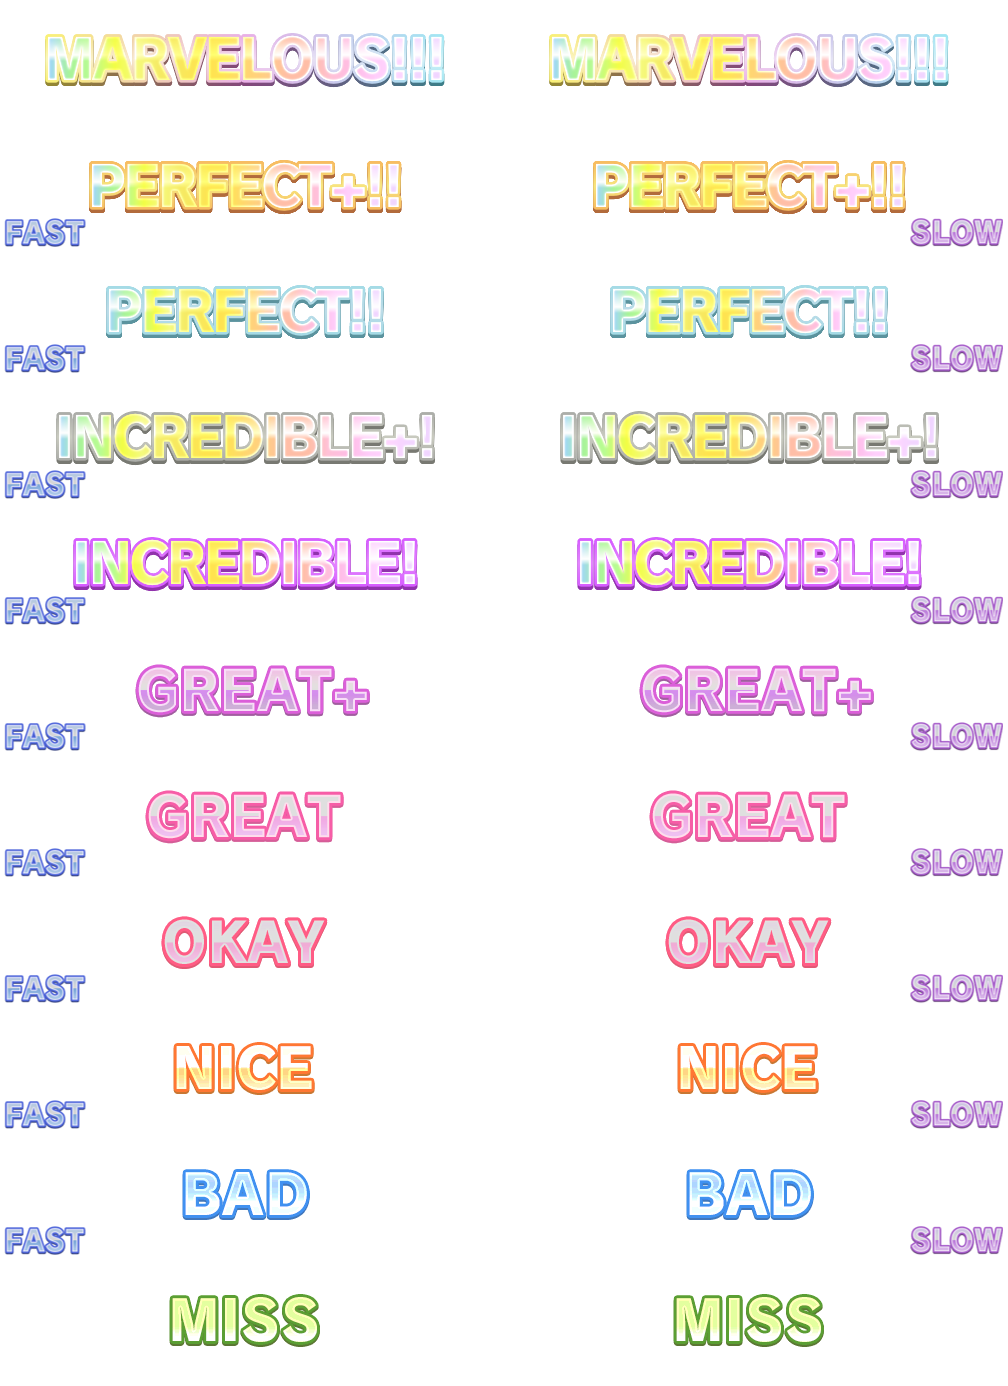 MARVELOUS!!! MARVELOUS!!!
PERFECT+!! PERFECT+!!
FAST SLOW
PERFECT!! PERFECT!!
FAST SLOW
INCREDIBLE+! INCREDIBLE+!
FAST SLOW
INCREDIBLE! INCREDIBLE!
FAST SLOW
GREAT+ GREAT+
FAST SLOW
GREAT GREAT
FAST SLOW
OKAY OKAY
FAST SLOW
NICE NICE
FAST SLOW
BAD BAD
FAST SLOW
MISS MISS